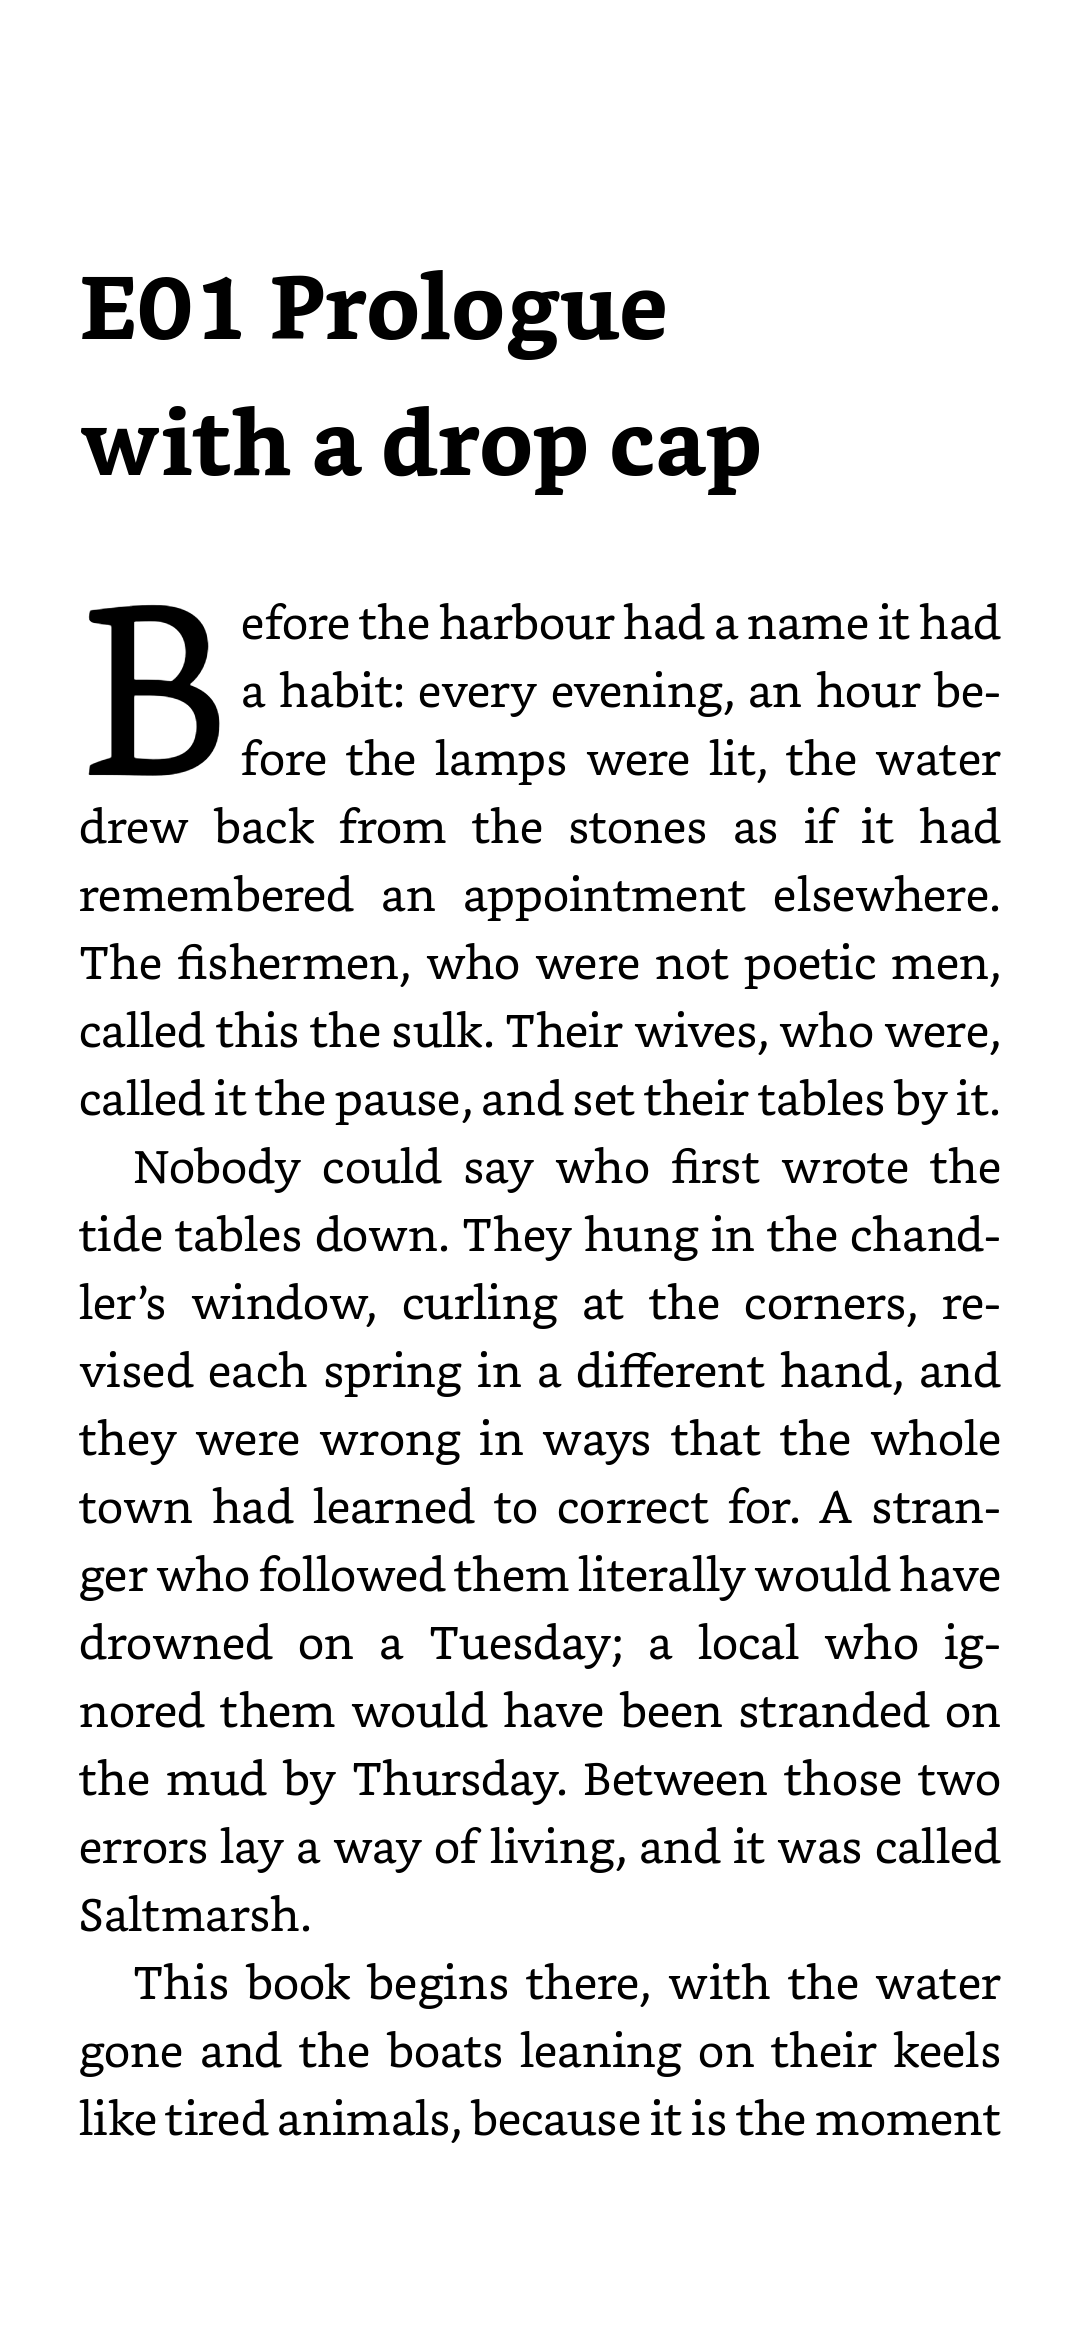 E01 Prologue
with a drop cap
Before the harbour had a name it had
a habit: every evening, an hour be-
fore the lamps were lit, the water
drew back from the stones as if it had
remembered an appointment elsewhere.
The fishermen, who were not poetic men,
called this the sulk. Their wives, who were,
called it the pause, and set their tables by it.
Nobody could say who first wrote the
tide tables down. They hung in the chand-
ler’s window, curling at the corners, re-
vised each spring in a different hand, and
they were wrong in ways that the whole
town had learned to correct for. A stran-
ger who followed them literally would have
drowned on a Tuesday; a local who ig-
nored them would have been stranded on
the mud by Thursday. Between those two
errors lay a way of living, and it was called
Saltmarsh.
This book begins there, with the water
gone and the boats leaning on their keels
like tired animals, because it is the moment